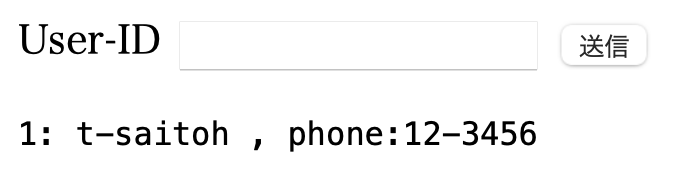 User-ID 送信
1: t-saitoh , phone:12-3456